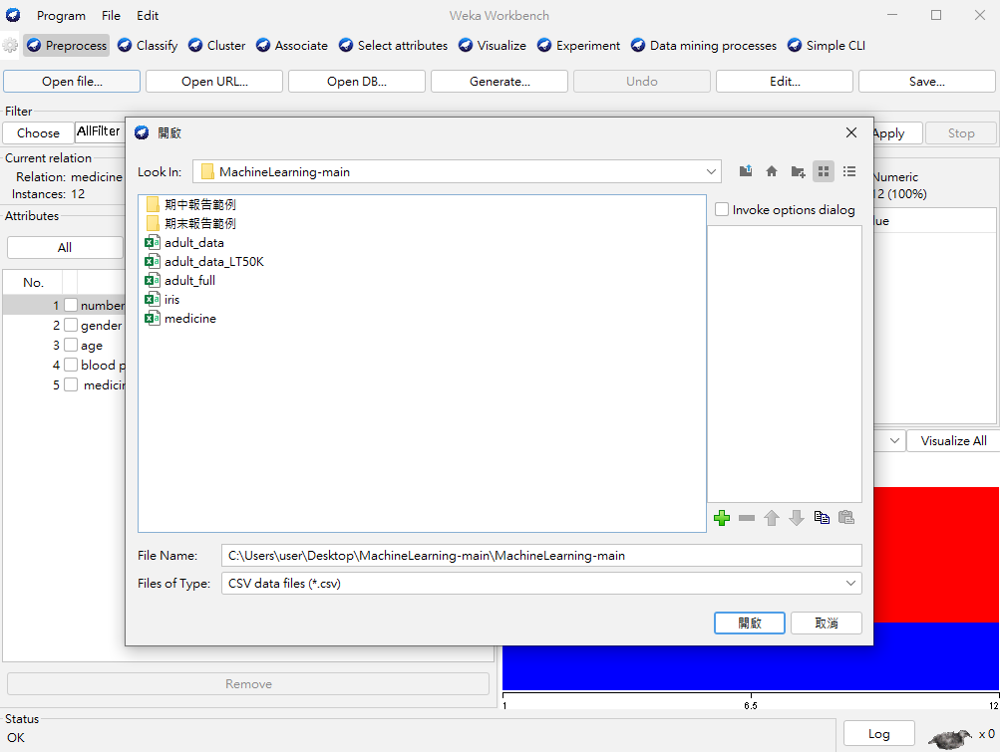 Program File Edit Weka Workbench
Preprocess Classify Cluster Associate Select attributes Visualize Experiment Data mining processes Simple CLI
Open file... Open URL... Open DB... Generate... Undo Edit... Save...
Filter
Choose AllFilter Apply Stop
開啟
Current relation
Relation: medicine Numeric
Instances: 12 12 (100%)
Attributes
All
No.
1 number
2 gender
3 age
4 blood p
5 medicin
Look In: MachineLearning-main
期中報告範例
期末報告範例
adult_data
adult_data_LT50K
adult_full
iris
medicine
Invoke options dialog
lue
File Name: C:\Users\user\Desktop\MachineLearning-main\MachineLearning-main
Files of Type: CSV data files (*.csv)
開啟 取消
Visualize All
Remove
1 6.5 12
Status
OK
Log x 0